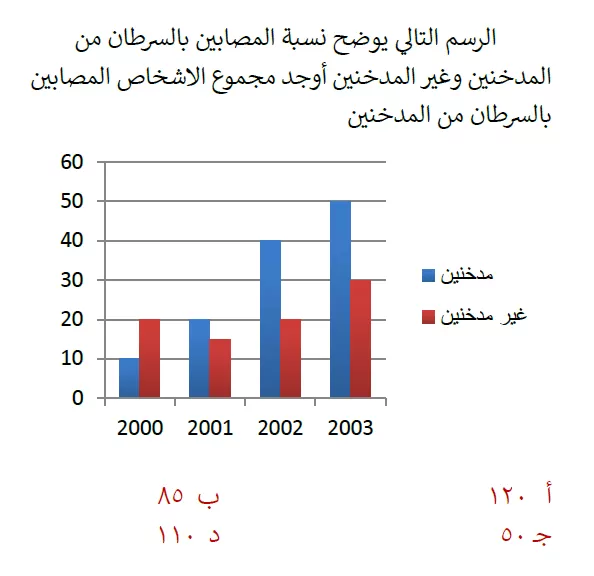 الرسم التالي يوضح نسبة المصابين بالسرطان من
المدخنين وغير المدخنين أوجد مجموع الاشخاص المصابين
بالسرطان من المدخنين
60
50
40
30
20
10
0
2000 2001 2002 2003
مدخنين
غير مدخنين
أ ١٢٠ ب ٨٥
جـ ٥٠ د ١١٠